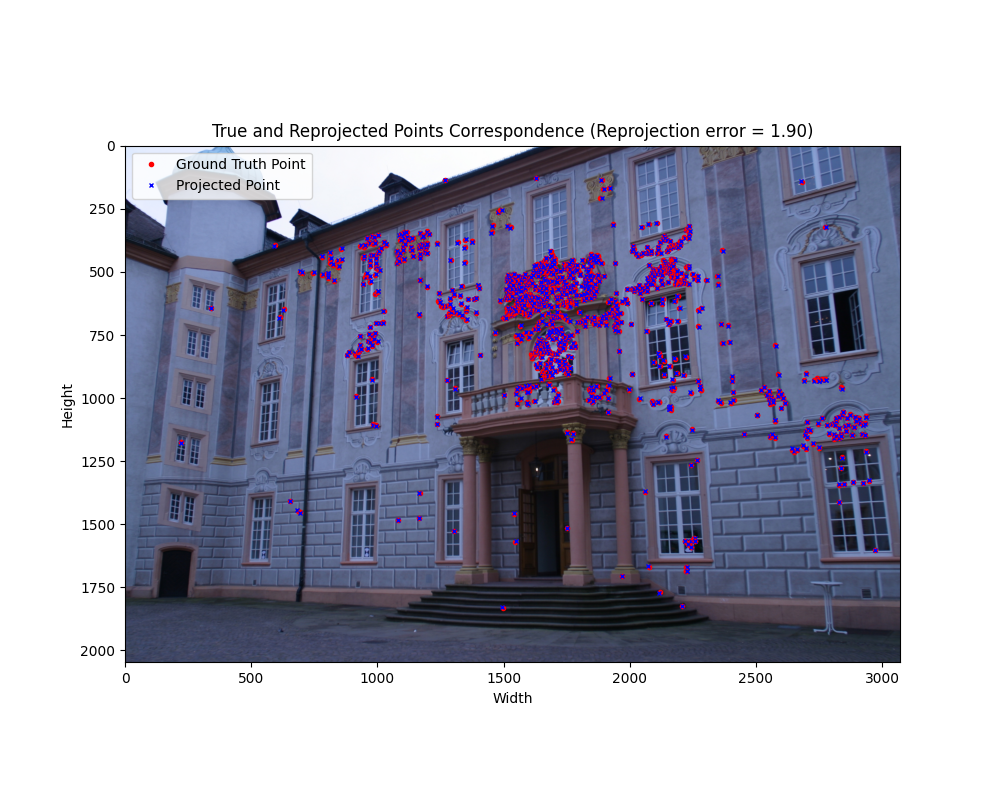 True and Reprojected Points Correspondence (Reprojection error = 1.90)
Ground Truth Point
Projected Point
0
250
500
750
1000
1250
1500
1750
2000
Height
0 500 1000 1500 2000 2500 3000
Width